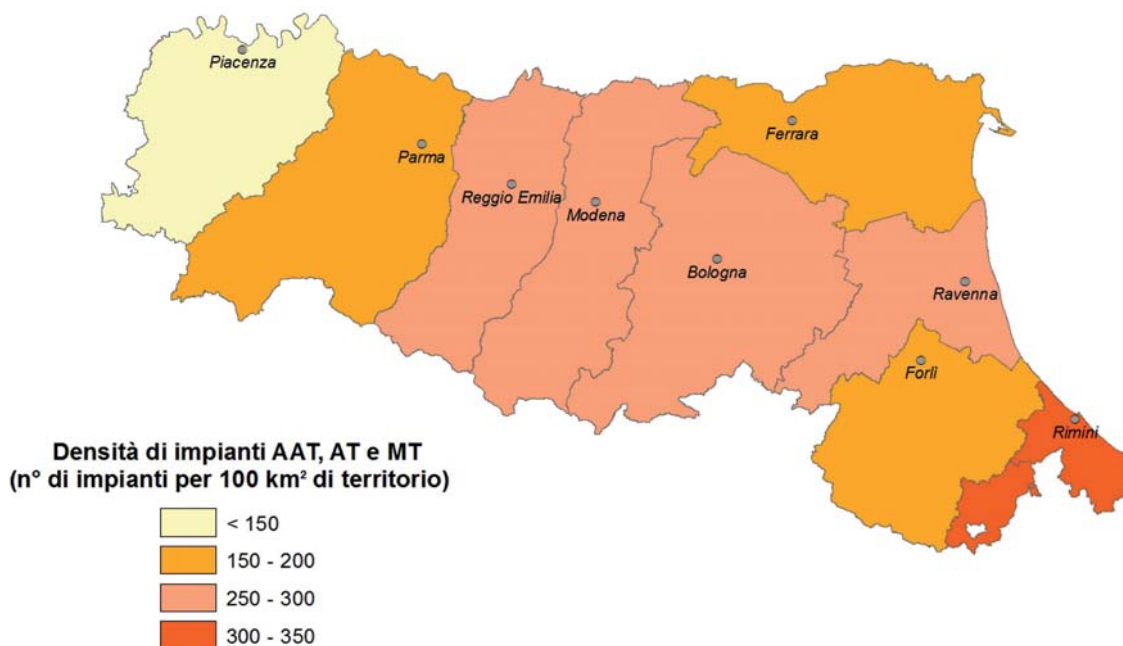 Piacenza
Parma
Reggio Emilia
Modena
Ferrara
Bologna
Ravenna
Forlì
Rimini
Densità di impianti AAT, AT e MT
(n° di impianti per 100 km² di territorio)
< 150
150 - 200
250 - 300
300 - 350